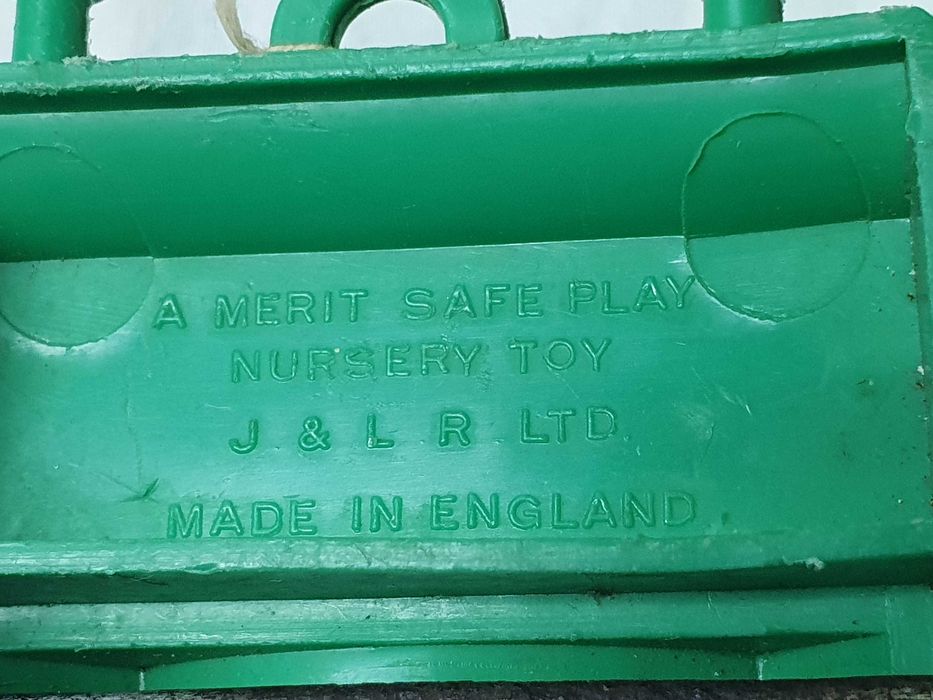 A MERIT SAFE PLAY
NURSERY TOY
J & L R LTD.
MADE IN ENGLAND